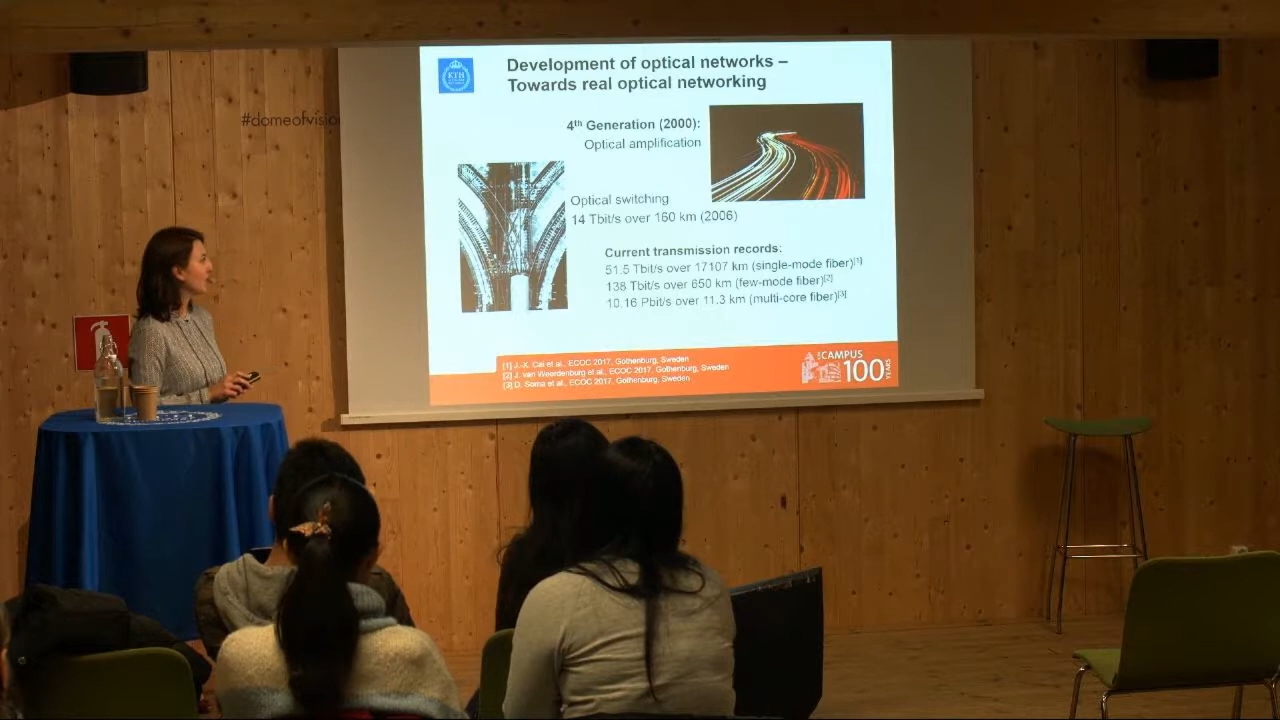 Development of optical networks –
Towards real optical networking
KTH
#domeofvision
4th Generation (2000):
Optical amplification
Optical switching
14 Tbit/s over 160 km (2006)
Current transmission records:
51.5 Tbit/s over 17107 km (single-mode fiber)[1]
138 Tbit/s over 650 km (few-mode fiber)[2]
10.16 Pbit/s over 11.3 km (multi-core fiber)[3]
[1] J.-X. Cai et al., ECOC 2017, Gothenburg, Sweden
[2] J. van Weerdenburg et al., ECOC 2017, Gothenburg, Sweden
[3] D. Soma et al., ECOC 2017, Gothenburg, Sweden
CAMPUS
100
YEARS